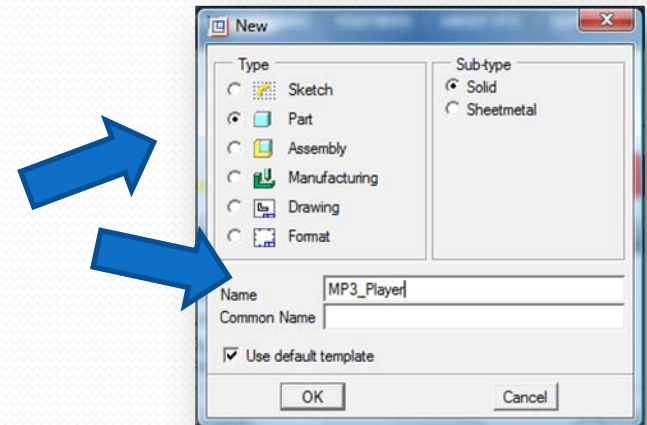 New
Type
Sub-type
Sketch
Solid
Part
Sheetmetal
Assembly
Manufacturing
Drawing
Format
Name MP3_Player
Common Name
Use default template
OK Cancel